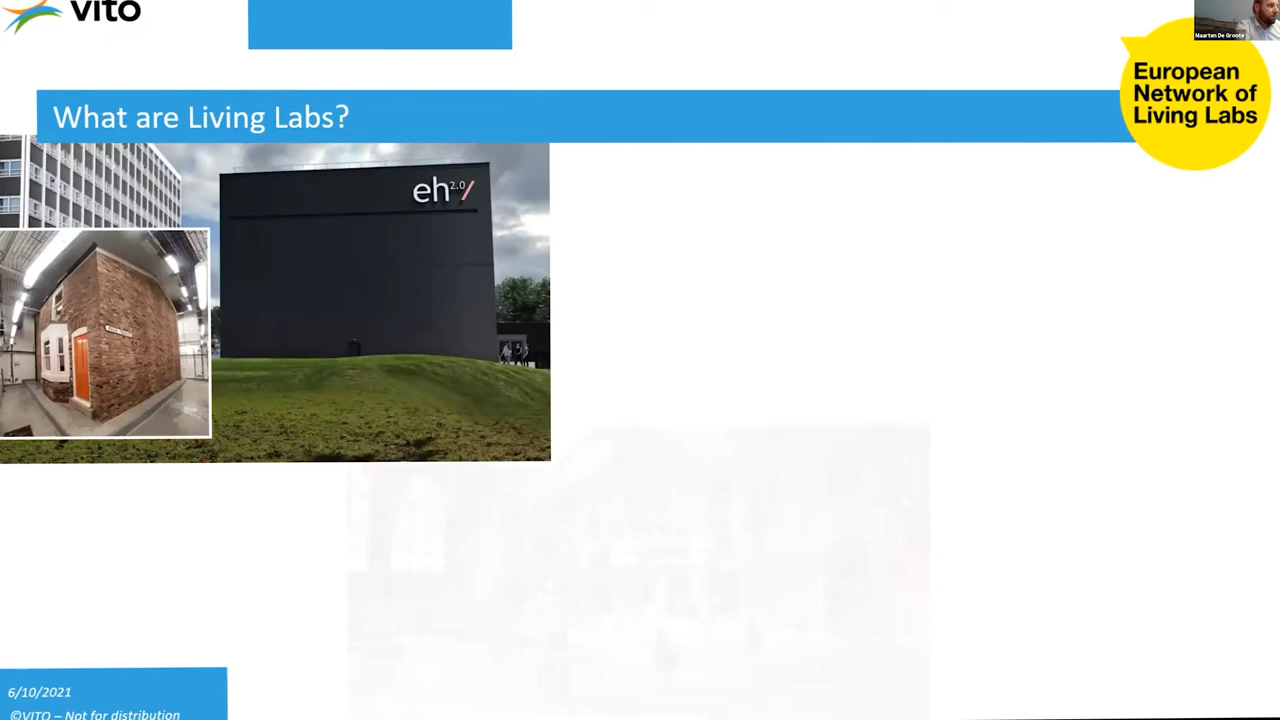 vito
Maarten De Groote
European
Network of
Living Labs
What are Living Labs?
eh2.0/
6/10/2021
©VITO – Not for distribution